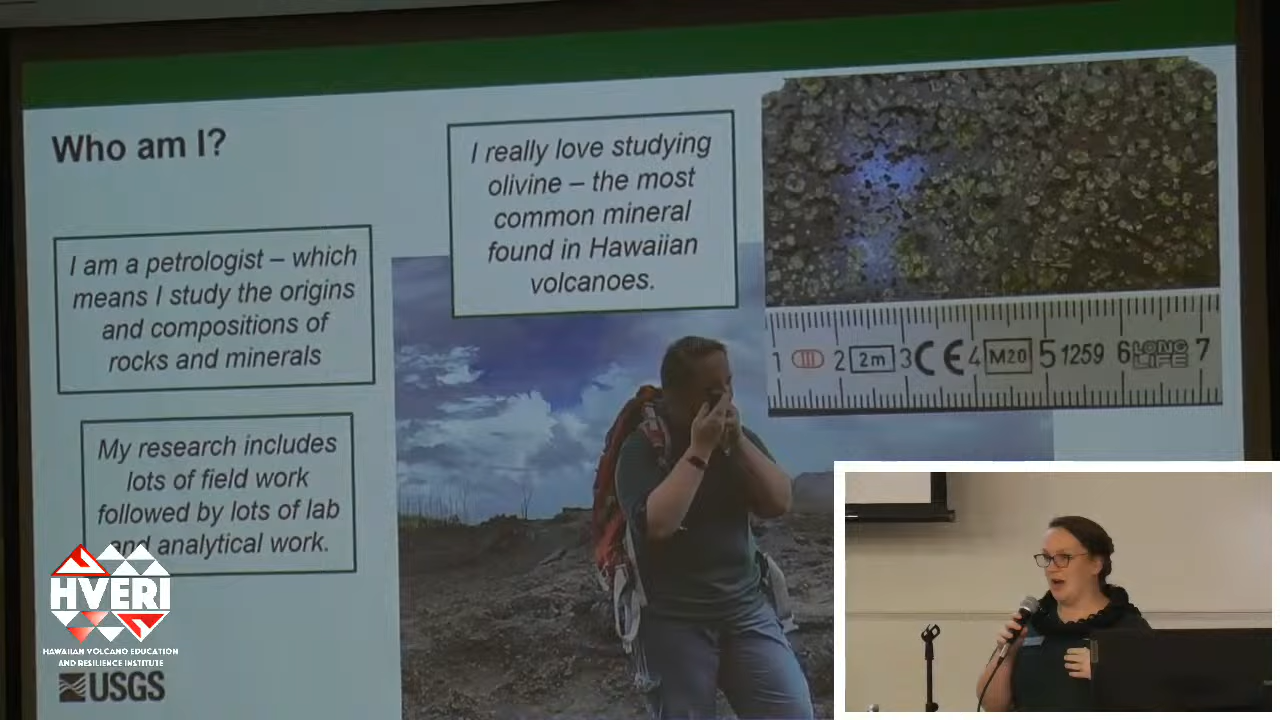 Who am I?
I really love studying
olivine – the most
common mineral
found in Hawaiian
volcanoes.
I am a petrologist – which
means I study the origins
and compositions of
rocks and minerals
My research includes
lots of field work
followed by lots of lab
and analytical work.
1 2 2m 3 CE 4 M20 5 1259 6 LONG LIFE 7
HVERI
HAWAIIAN VOLCANO EDUCATION
AND RESILIENCE INSTITUTE
USGS